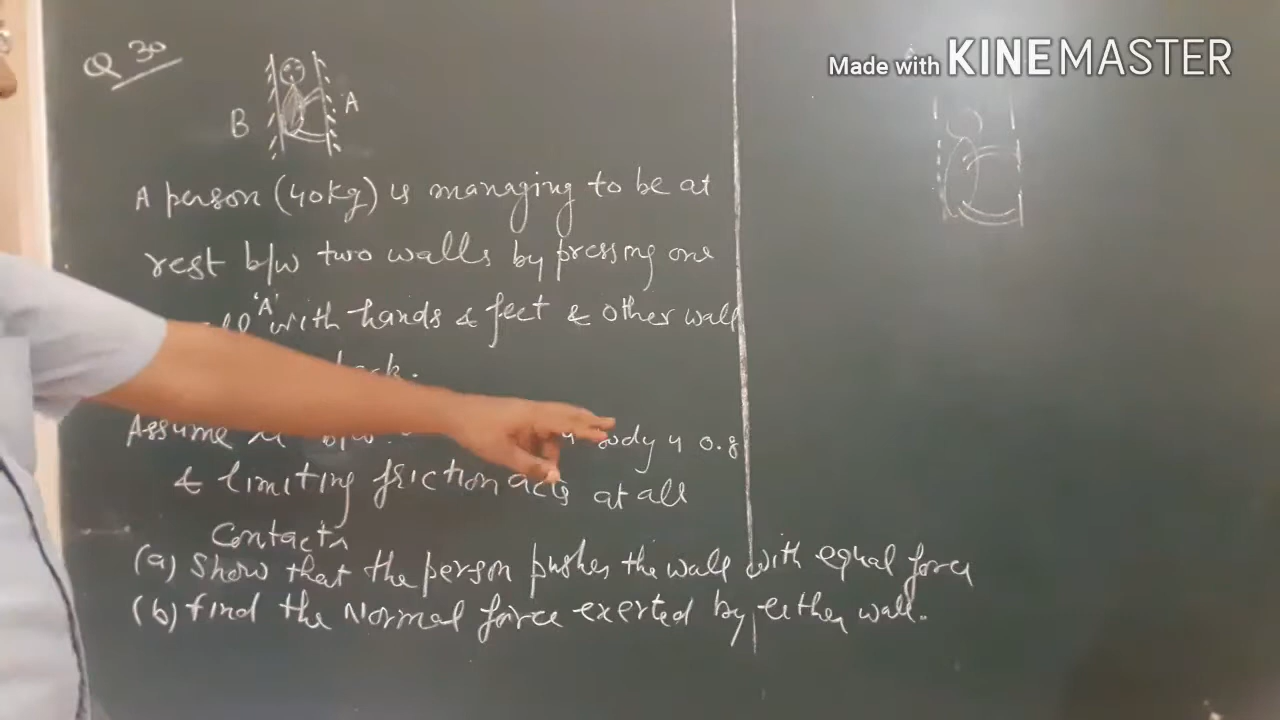 Made with KINEMASTER
Q 30
B A
A person (40kg) is managing to be at
rest b/w two walls by pressing one
'A' with hands & feet & other wall
Assume μ b/w body is 0.8
& limiting friction acts at all
Contacts
(a) Show that the person pushes the wall with equal force
(b) find the Normal force exerted by either wall.